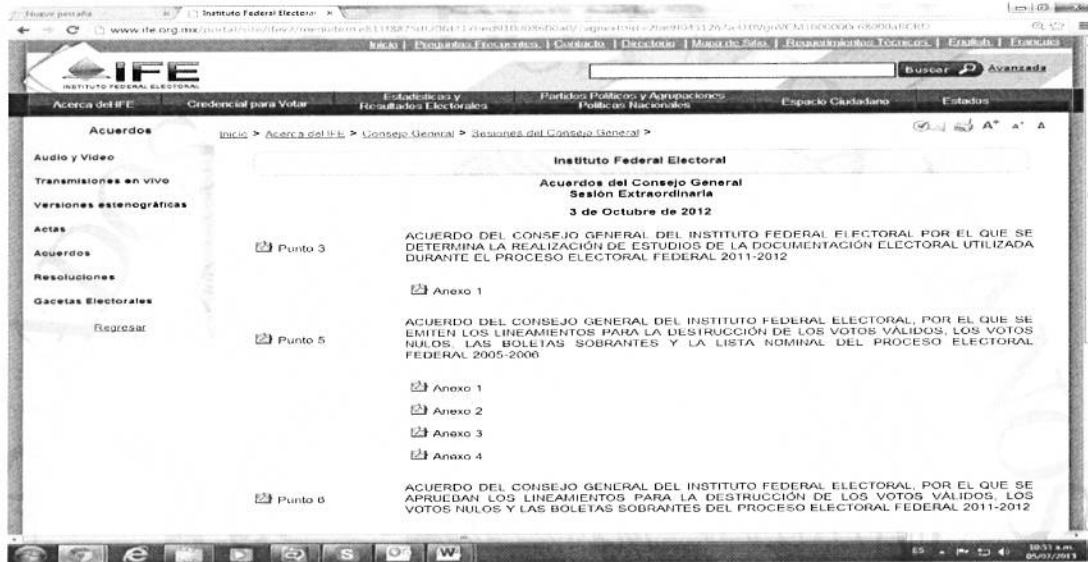 Nueve pestaña
Instituto Federal Elector
Inicio | Preguntas Frecuentes | Contacto | Directorio | Mapa de Sitio | Requerimientos Técnicos | English | Français
IFE
INSTITUTO FEDERAL ELECTORAL
Buscar Avanzada
Acerca del IFE
Credencial para Votar
Estadísticas y Resultados Electorales
Partidos Políticos y Agrupaciones Políticas Nacionales
Espacio Ciudadano
Estados
Acuerdos
Audio y Video
Transmisiones en vivo
Versiones estenográficas
Actas
Acuerdos
Resoluciones
Gacetas Electorales
Regresar
Inicio > Acerca del IFE > Consejo General > Sesiones del Consejo General >
A+ A+ A
Instituto Federal Electoral
Acuerdos del Consejo General
Sesión Extraordinaria
3 de Octubre de 2012
Punto 3
ACUERDO DEL CONSEJO GENERAL DEL INSTITUTO FEDERAL ELECTORAL POR EL QUE SE
DETERMINA LA REALIZACIÓN DE ESTUDIOS DE LA DOCUMENTACIÓN ELECTORAL UTILIZADA
DURANTE EL PROCESO ELECTORAL FEDERAL 2011-2012
Anexo 1
Punto 5
ACUERDO DEL CONSEJO GENERAL DEL INSTITUTO FEDERAL ELECTORAL, POR EL QUE SE
EMITEN LOS LINEAMIENTOS PARA LA DESTRUCCIÓN DE LOS VOTOS VÁLIDOS, LOS VOTOS
NULOS, LAS BOLETAS SOBRANTES Y LA LISTA NOMINAL DEL PROCESO ELECTORAL
FEDERAL 2005-2006
Anexo 1
Anexo 2
Anexo 3
Anexo 4
Punto 6
ACUERDO DEL CONSEJO GENERAL DEL INSTITUTO FEDERAL ELECTORAL, POR EL QUE SE
APRUEBAN LOS LINEAMIENTOS PARA LA DESTRUCCIÓN DE LOS VOTOS VÁLIDOS, LOS
VOTOS NULOS Y LAS BOLETAS SOBRANTES DEL PROCESO ELECTORAL FEDERAL 2011-2012
ES
10:53 a.m.
05/07/2013